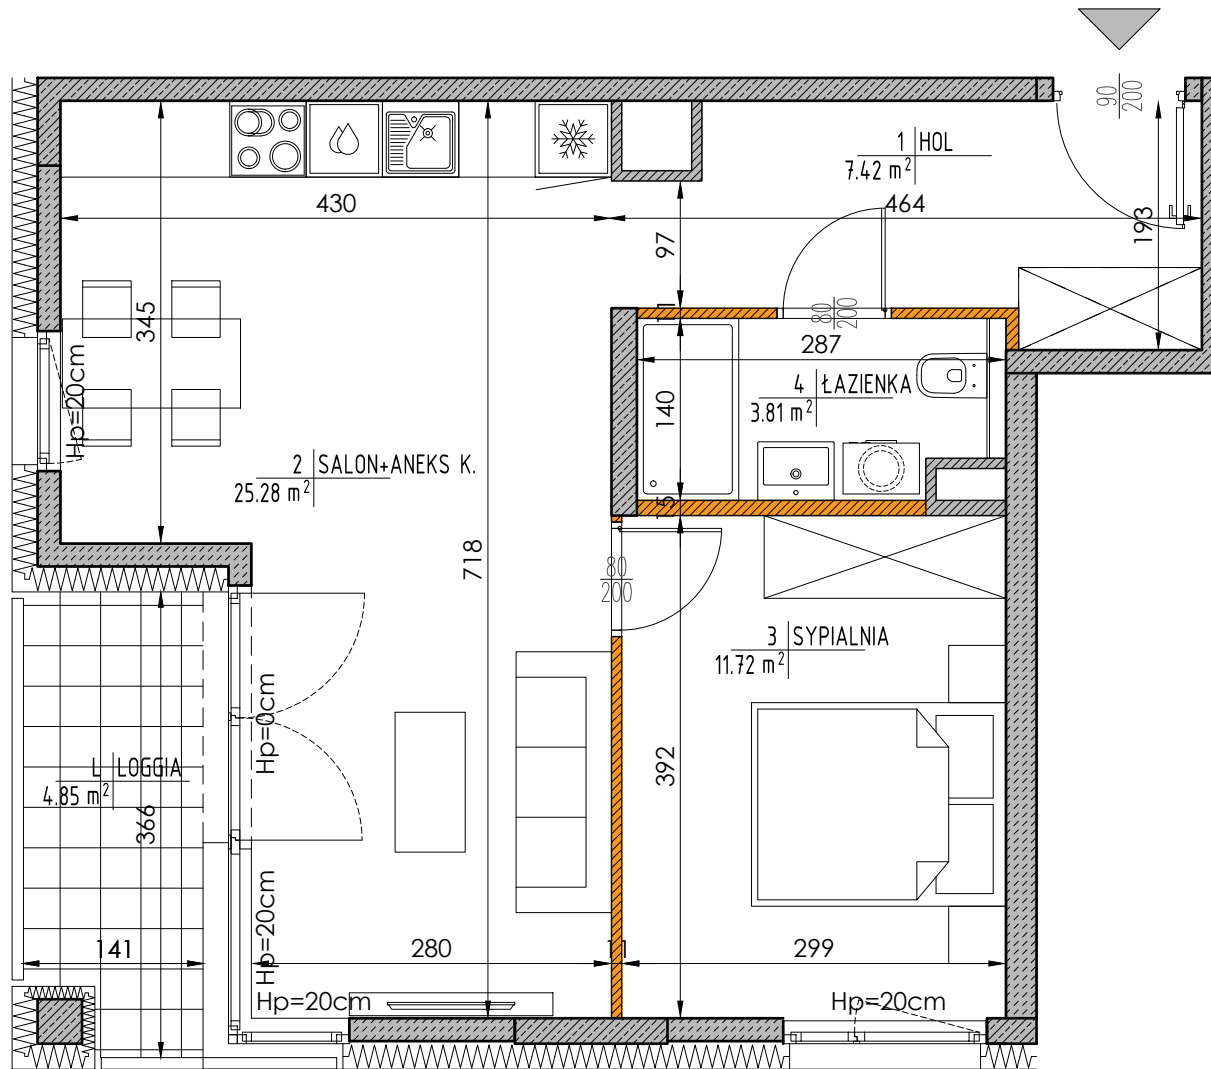 90
200
1 HOL
7.42 m²
430
464
193
97
345
11
80
200
287
Hp=20cm
4 ŁAZIENKA
3.81 m²
140
2 SALON+ANEKS K.
25.28 m²
15
718
80
200
3 SYPIALNIA
11.72 m²
Hp=0cm
L LOGGIA
4.85 m²
392
366
Hp=20cm
141
280
11
299
Hp=20cm
Hp=20cm